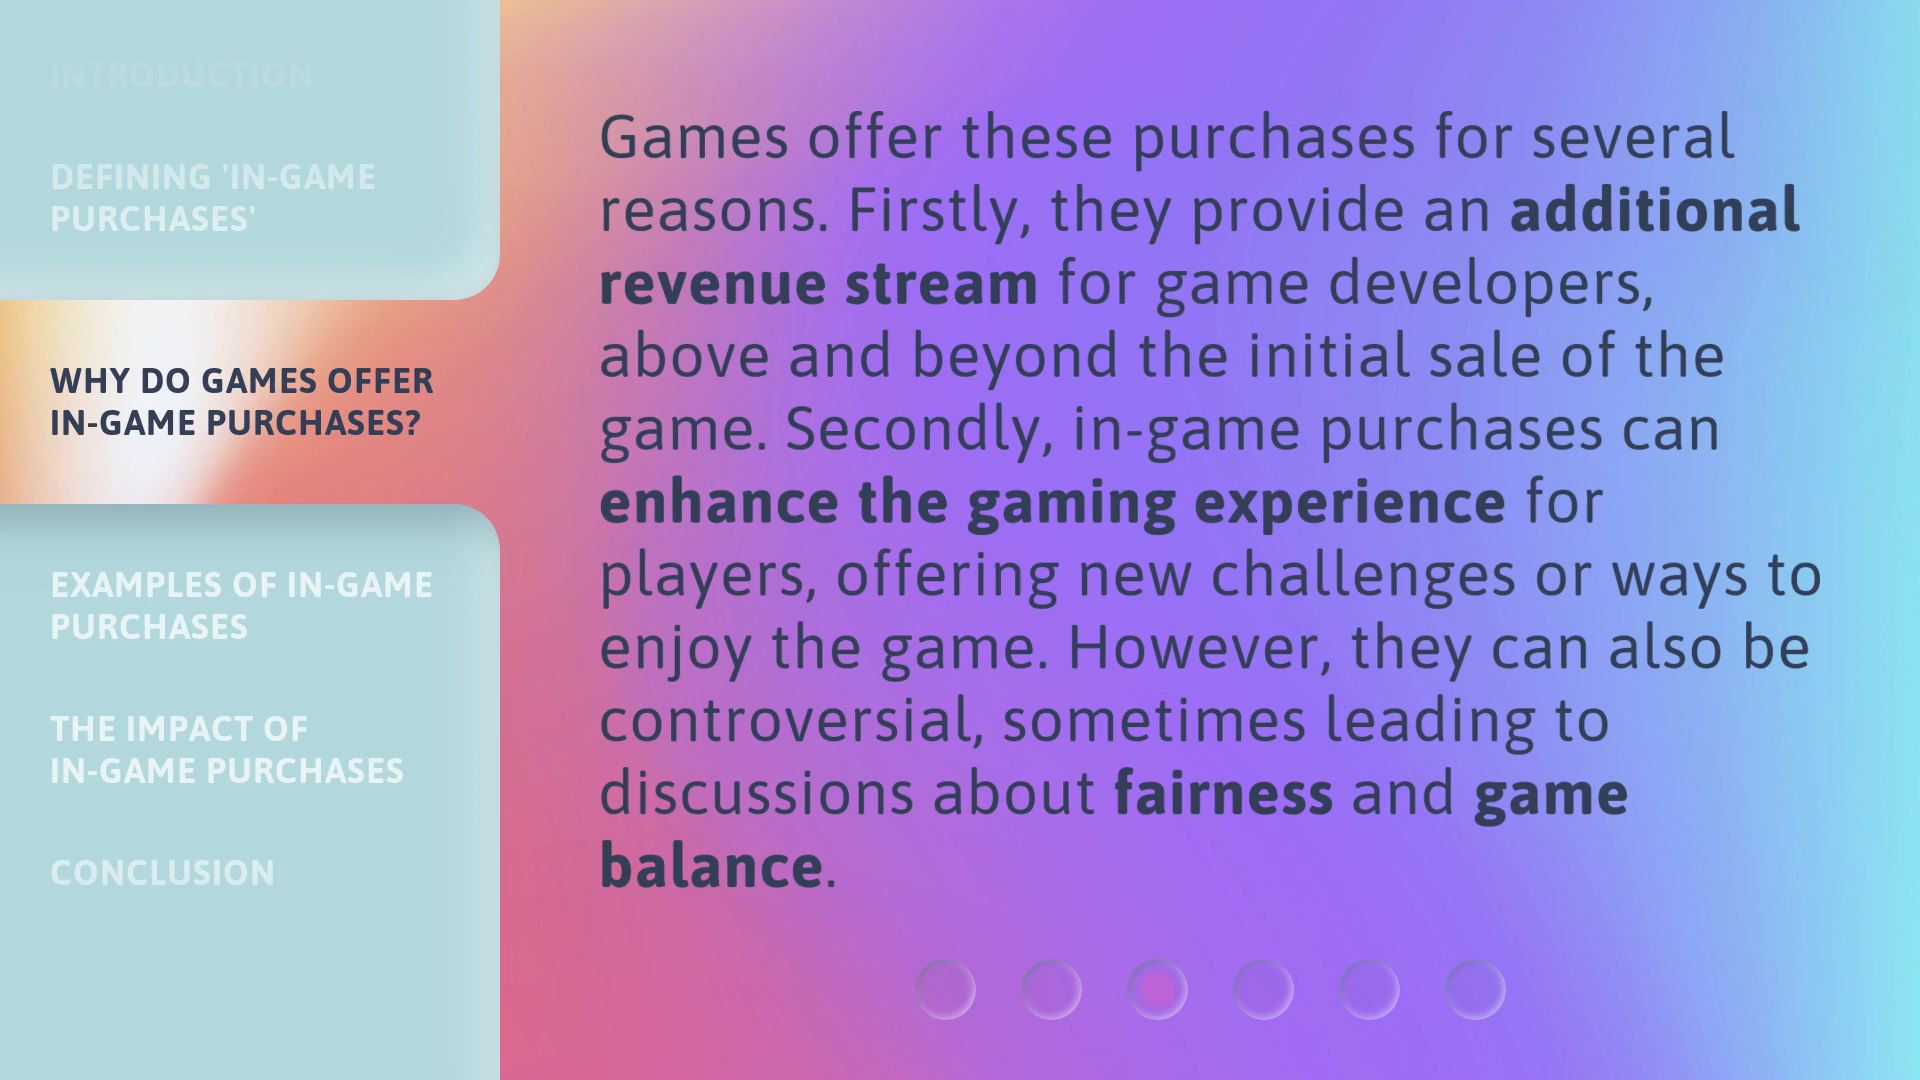 INTRODUCTION
DEFINING 'IN-GAME
PURCHASES'
WHY DO GAMES OFFER
IN-GAME PURCHASES?
EXAMPLES OF IN-GAME
PURCHASES
THE IMPACT OF
IN-GAME PURCHASES
CONCLUSION
Games offer these purchases for several
reasons. Firstly, they provide an additional
revenue stream for game developers,
above and beyond the initial sale of the
game. Secondly, in-game purchases can
enhance the gaming experience for
players, offering new challenges or ways to
enjoy the game. However, they can also be
controversial, sometimes leading to
discussions about fairness and game
balance.